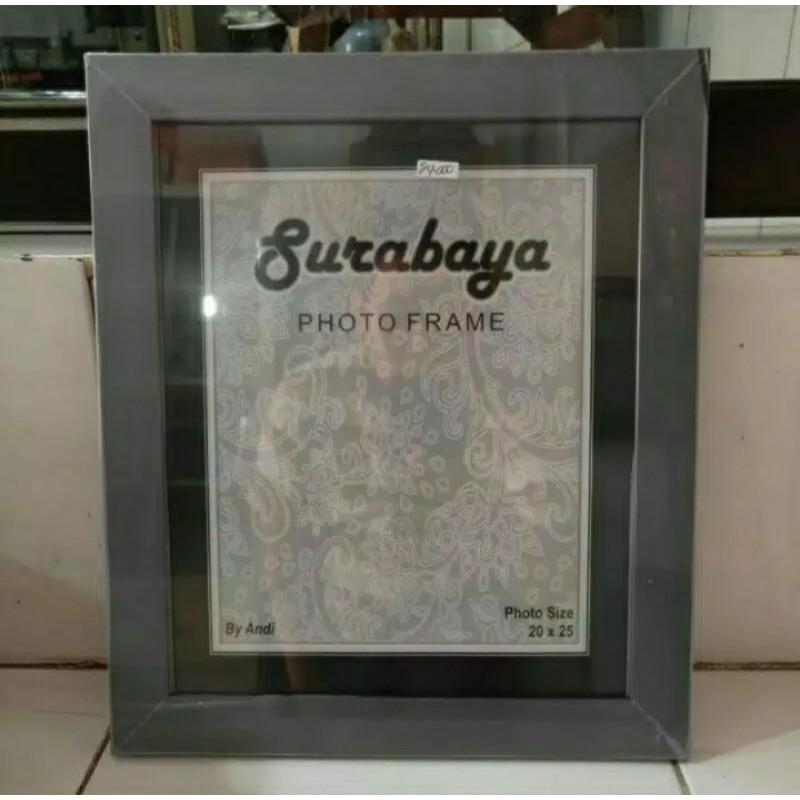 Surabaya
PHOTO FRAME
Photo Size
By Andi
20 x 25